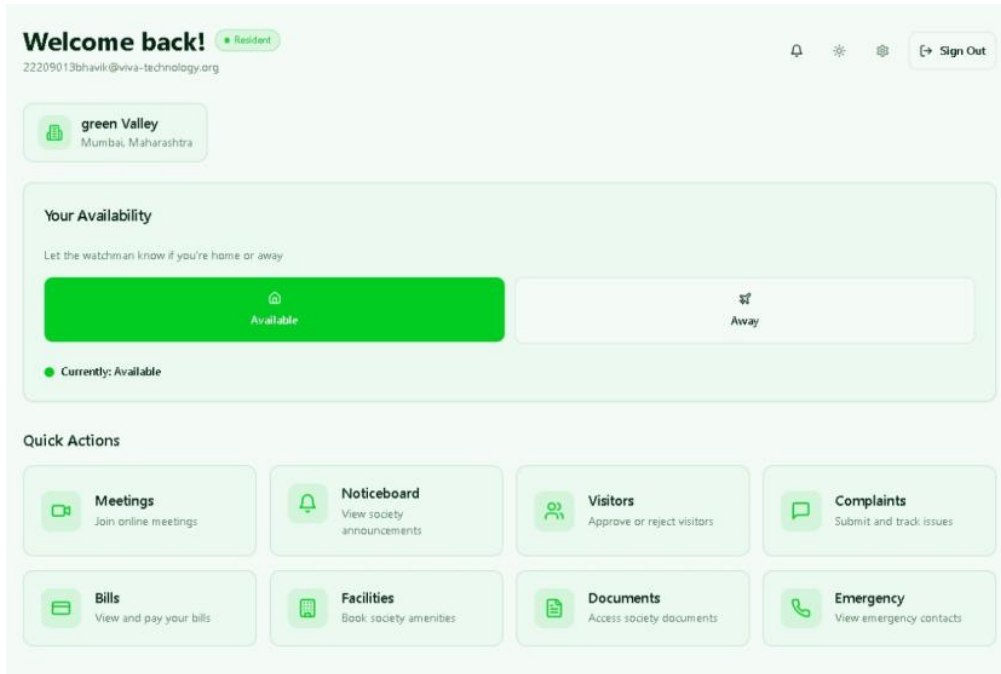 Welcome back!
Resident
22209013bhavik@viva-technology.org
Sign Out
green Valley
Mumbai, Maharashtra
Your Availability
Let the watchman know if you're home or away
Available
Away
Currently: Available
Quick Actions
Meetings
Join online meetings
Noticeboard
View society
announcements
Visitors
Approve or reject visitors
Complaints
Submit and track issues
Bills
View and pay your bills
Facilities
Book society amenities
Documents
Access society documents
Emergency
View emergency contacts